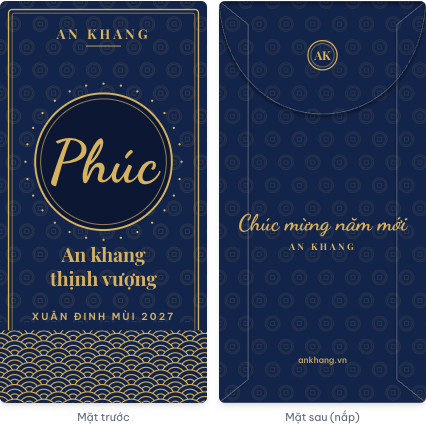 AN KHANG
Phúc
An khang
thịnh vượng
XUÂN ĐINH MÙI 2027
Mặt trước
AK
Chúc mừng năm mới
AN KHANG
ankhang.vn
Mặt sau (nắp)